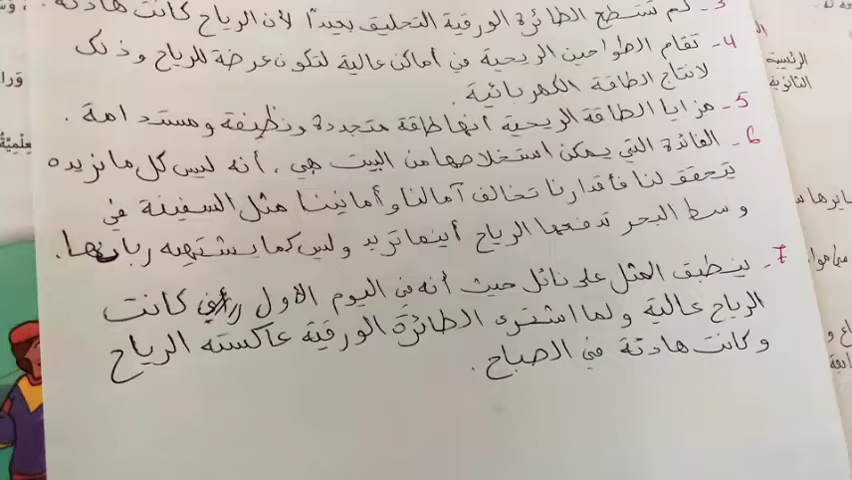 3- لم تستطع الطائرة الورقية التحليق بعيدًا لأن الرياح كانت هادئة.
4- تقام الطواحين الريحية في أماكن عالية لتكون عرضة للرياح وذلك
لانتاج الطاقة الكهربائية.
5- مزايا الطاقة الريحية أنها طاقة متجددة ونظيفة ومستدامة.
6- الفائدة التي يمكن استخلاصها من البيت هي، أنه ليس كل ما نريده
يتحقق لنا فأقدارنا تخالف آمالنا وأمانينا مثل السفينة في
وسط البحر تدفعها الرياح أينما تريد وليس كما يشتهيه ربانها.
7- ينطبق المثل على نائل حيث أنه في اليوم الأول كانت
الرياح عالية ولما اشترى الطائرة الورقية عاكسته الرياح
وكانت هادئة في الصباح.
الرئيسية
الثانوية